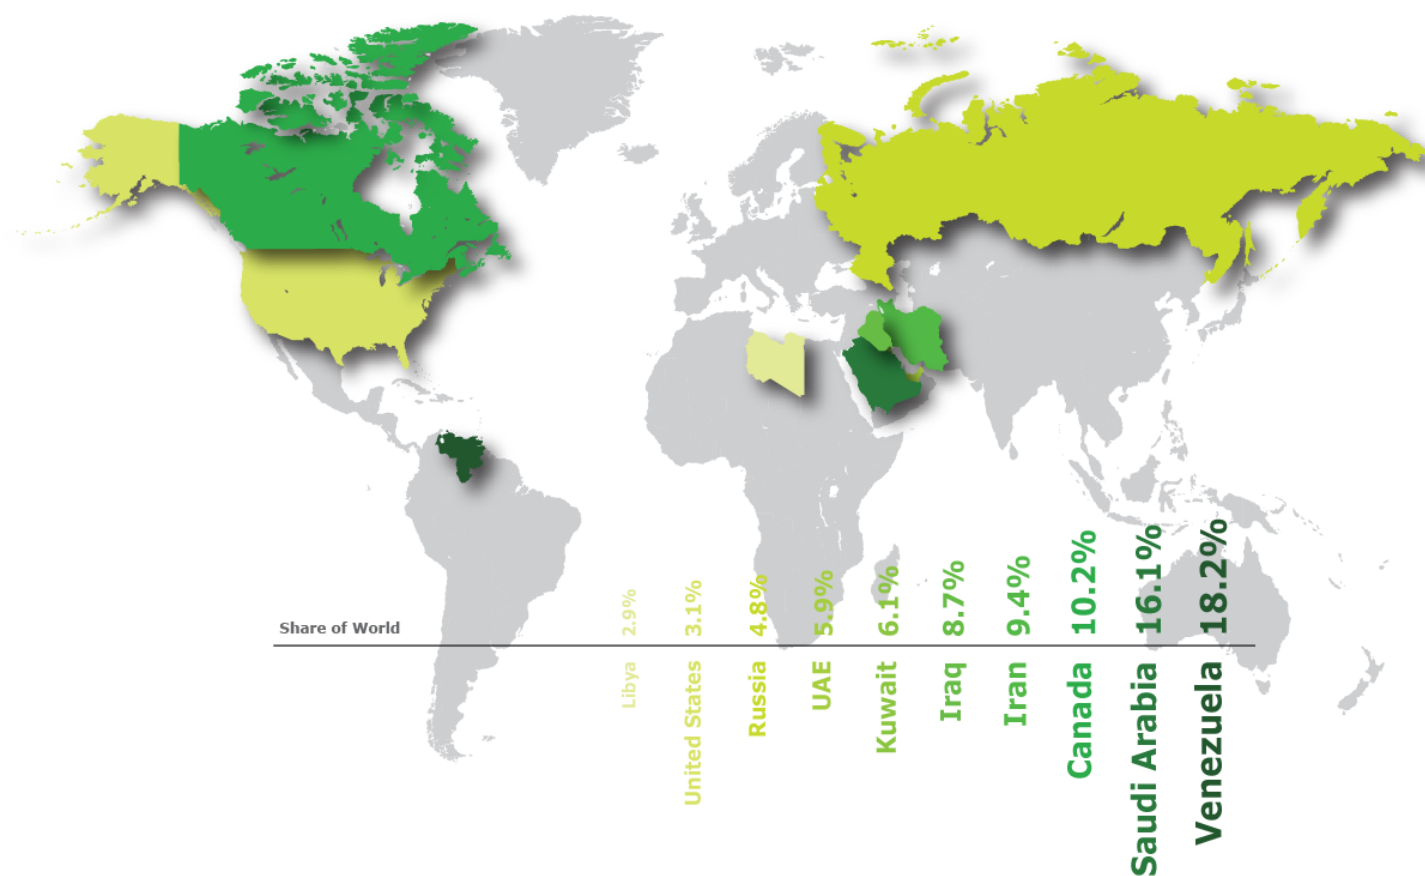 Share of World
2.9%
3.1%
4.8%
5.9%
6.1%
8.7%
9.4%
10.2%
16.1%
18.2%
Libya
United States
Russia
UAE
Kuwait
Iraq
Iran
Canada
Saudi Arabia
Venezuela